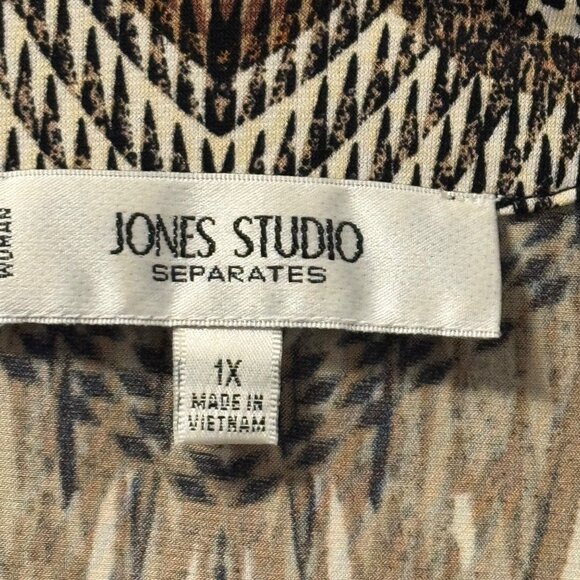 WOMAN
JONES STUDIO
SEPARATES
1X
MADE IN
VIETNAM